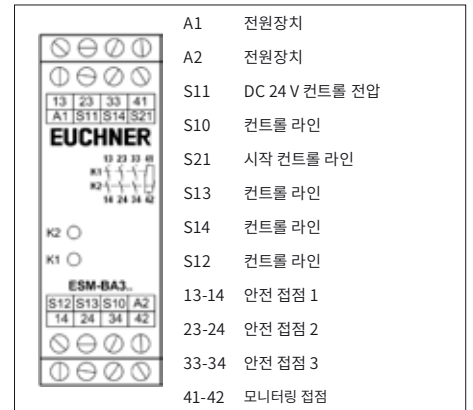 13 23 33 41
A1 S11 S14 S21
EUCHNER
13 23 33 41
K1
K2
14 24 34 42
K2
K1
ESM-BA3..
S12 S13 S10 A2
14 24 34 42
A1 전원장치
A2 전원장치
S11 DC 24 V 컨트롤 전압
S10 컨트롤 라인
S21 시작 컨트롤 라인
S13 컨트롤 라인
S14 컨트롤 라인
S12 컨트롤 라인
13-14 안전 접점 1
23-24 안전 접점 2
33-34 안전 접점 3
41-42 모니터링 접점